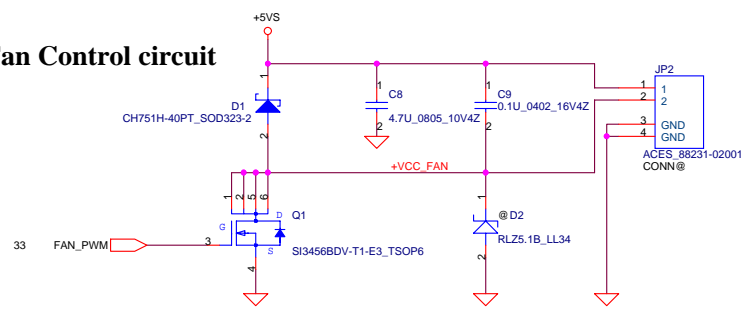 +5VS
Fan Control circuit
JP2
1
1
1
C8
1
C9
1
1
2
2
D1
0.1U_0402_16V4Z
CH751H-40PT_SOD323-2
4.7U_0805_10V4Z
2
2
2
3
GND
4
GND
ACES_88231-02001
CONN@
+VCC_FAN
1
2
5
6
1
D
Q1
@ D2
G
33
FAN_PWM
3
S
SI3456BDV-T1-E3_TSOP6
RLZ5.1B_LL34
4
2